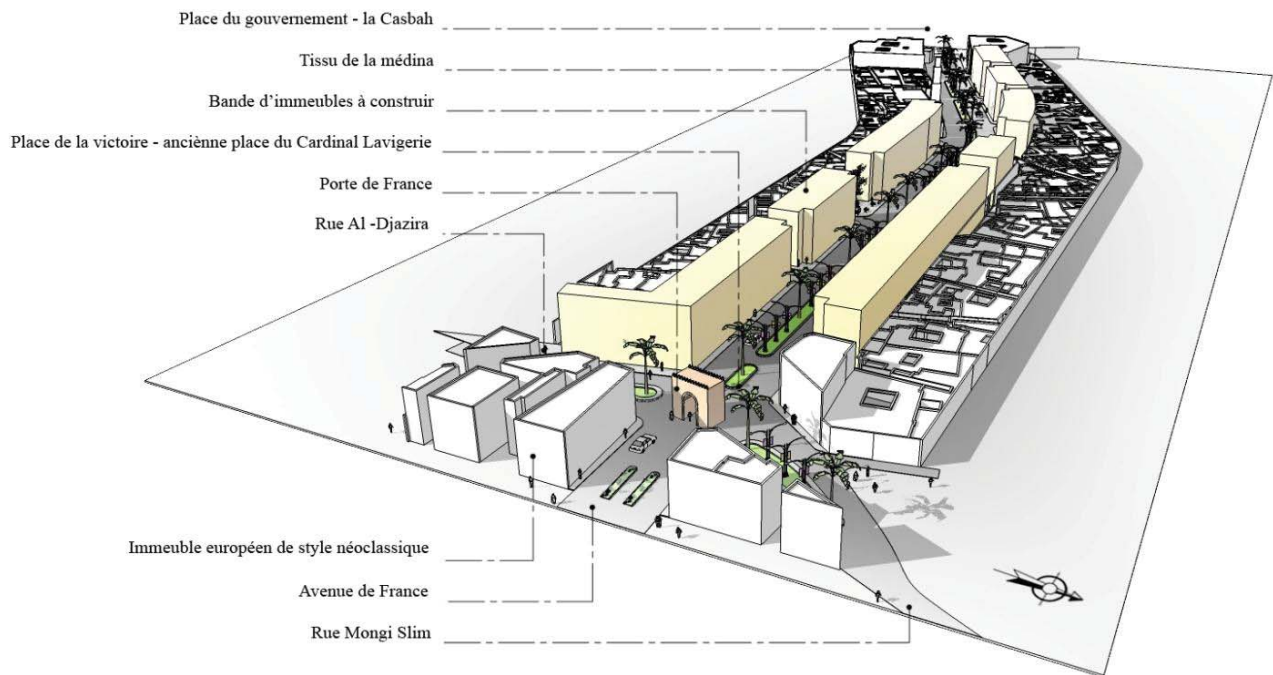 Place du gouvernement - la Casbah
Tissu de la médina
Bande d’immeubles à construir
Place de la victoire - anciènne place du Cardinal Lavigerie
Porte de France
Rue Al -Djazira
Immeuble européen de style néoclassique
Avenue de France
Rue Mongi Slim